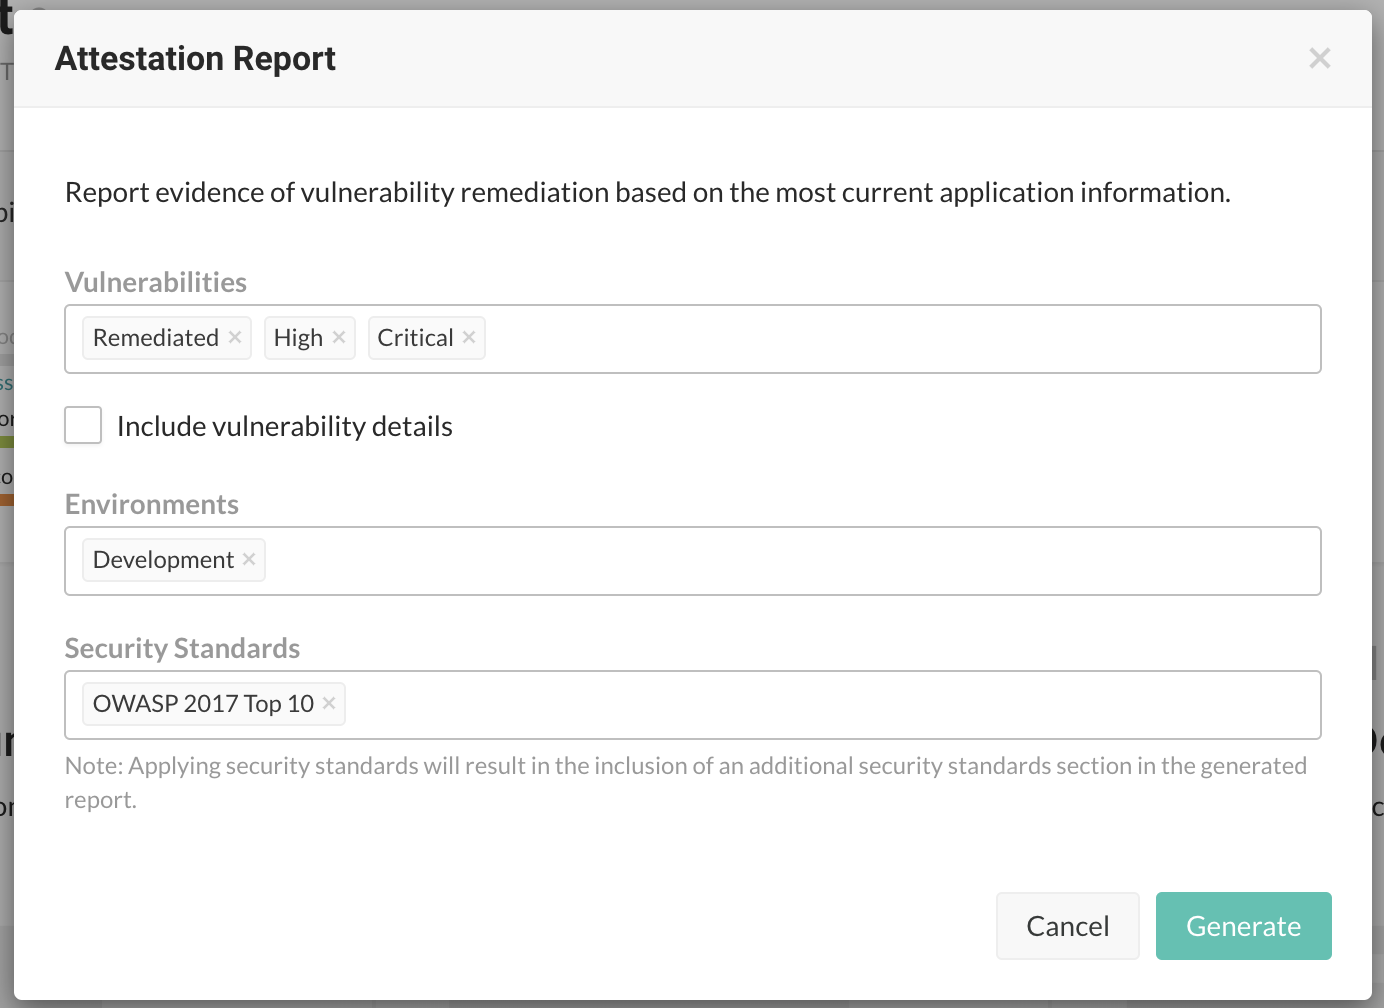 Attestation Report
Report evidence of vulnerability remediation based on the most current application information.
Vulnerabilities
Remediated × High × Critical ×
Include vulnerability details
Environments
Development ×
Security Standards
OWASP 2017 Top 10 ×
Note: Applying security standards will result in the inclusion of an additional security standards section in the generated
report.
Cancel Generate